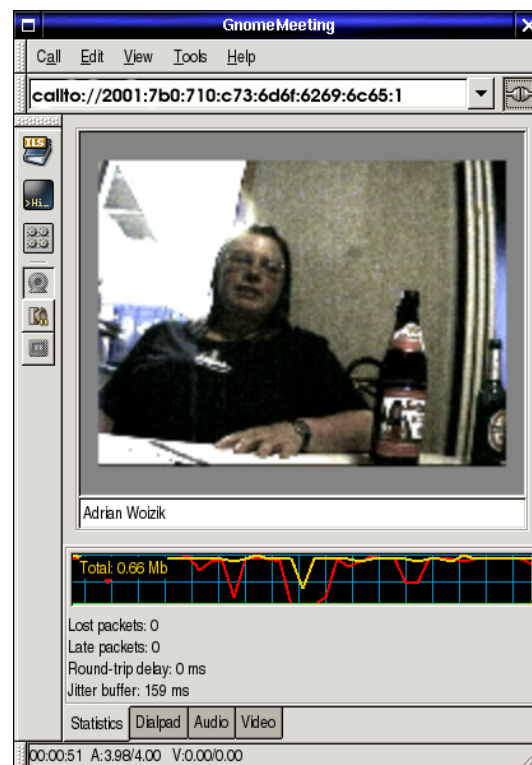 GnomeMeeting
Call Edit View Tools Help
callto://2001:7b0:710:c73:6d6f:6269:6c65:1
ILS
>Hi_
Adrian Woizik
Total: 0.66 Mb
Lost packets: 0
Late packets: 0
Round-trip delay: 0 ms
Jitter buffer: 159 ms
Statistics Dialpad Audio Video
00:00:51 A:3.98/4.00 V:0.00/0.00